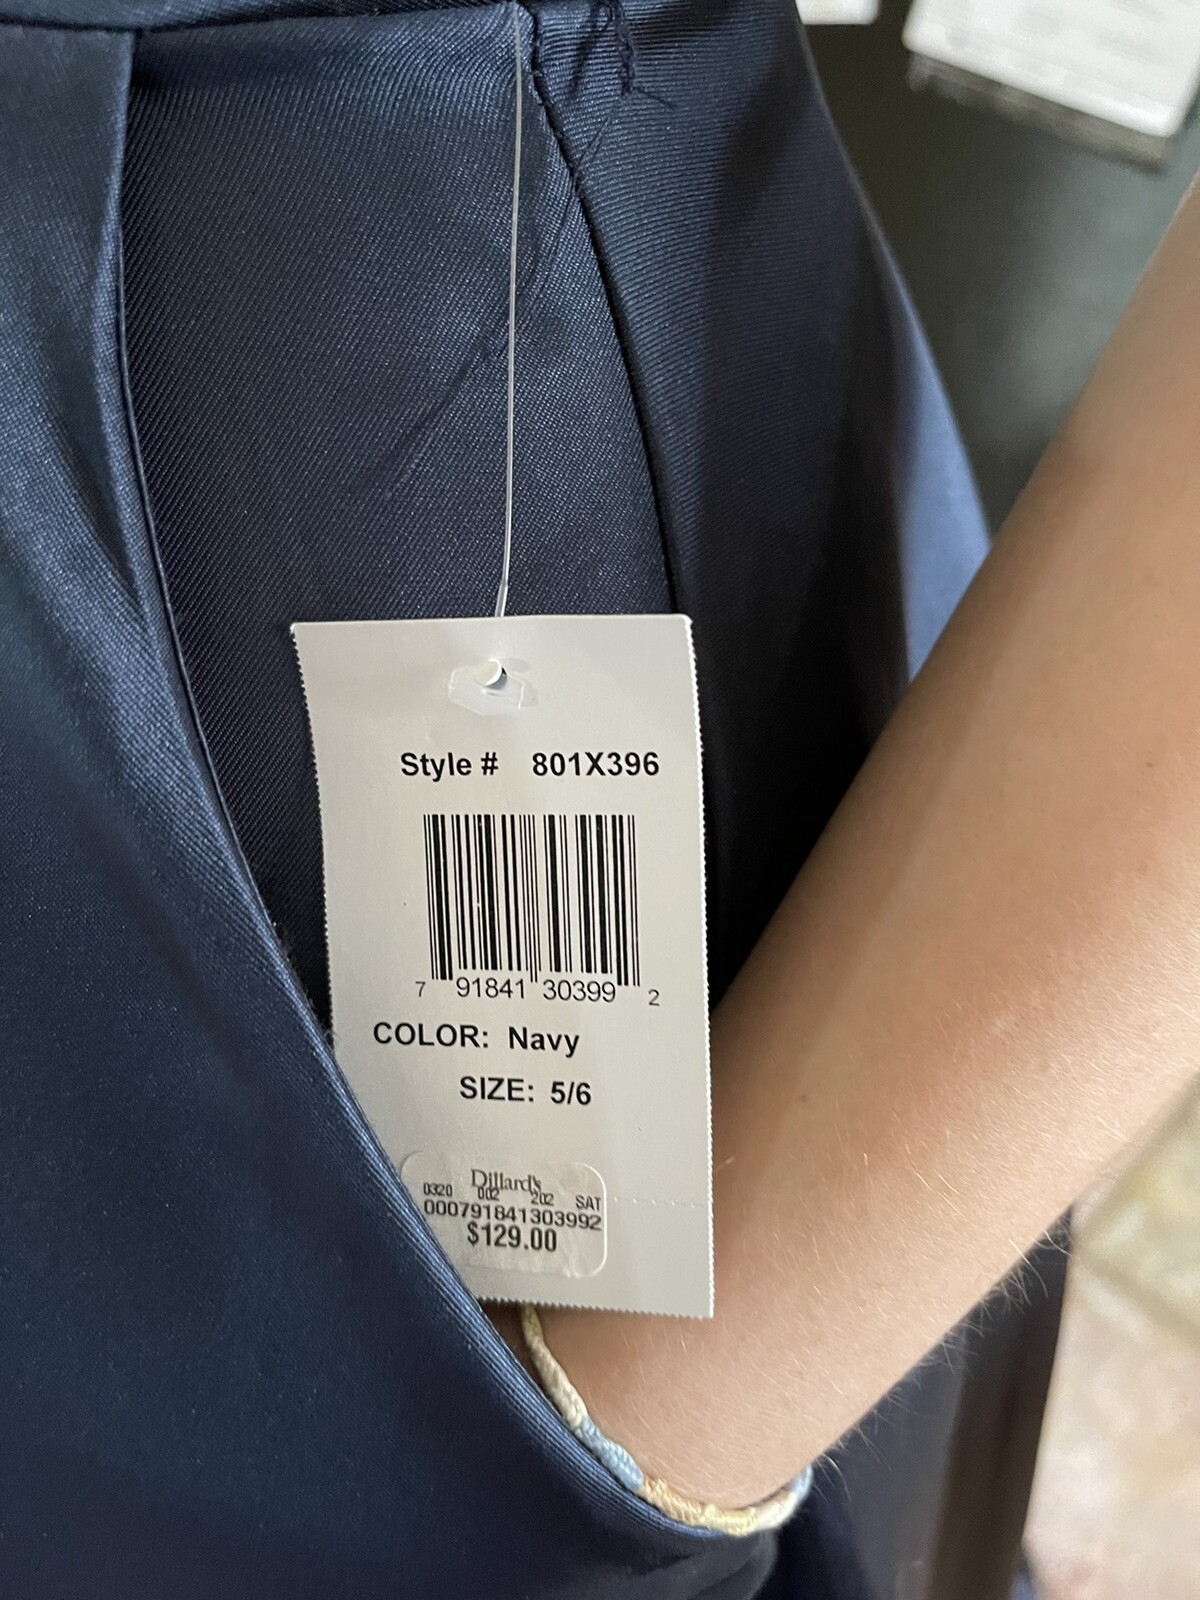 Style # 801X396
7 91841 30399 2
COLOR: Navy
SIZE: 5/6
Dillard's
0320 002 202 SAT
000791841303992
$129.00